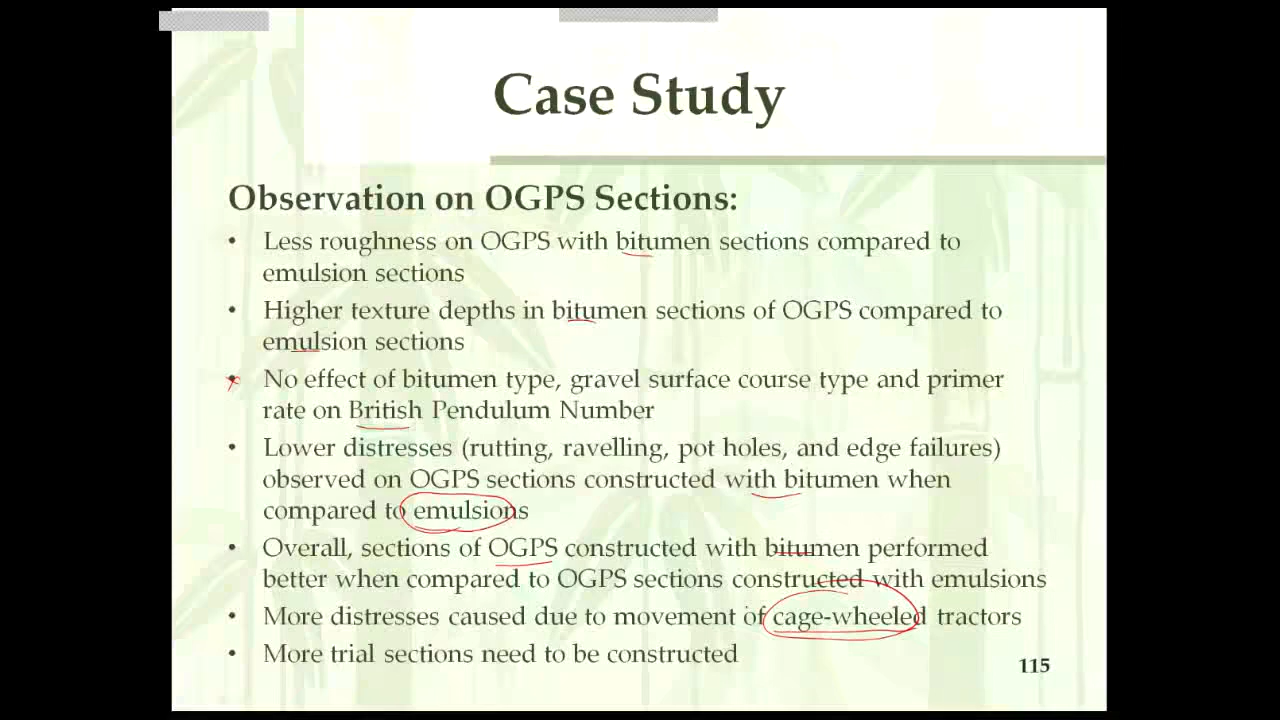 Case Study
Observation on OGPS Sections:
• Less roughness on OGPS with bitumen sections compared to
emulsion sections
• Higher texture depths in bitumen sections of OGPS compared to
emulsion sections
• No effect of bitumen type, gravel surface course type and primer
rate on British Pendulum Number
• Lower distresses (rutting, ravelling, pot holes, and edge failures)
observed on OGPS sections constructed with bitumen when
compared to emulsions
• Overall, sections of OGPS constructed with bitumen performed
better when compared to OGPS sections constructed with emulsions
• More distresses caused due to movement of cage-wheeled tractors
• More trial sections need to be constructed
115